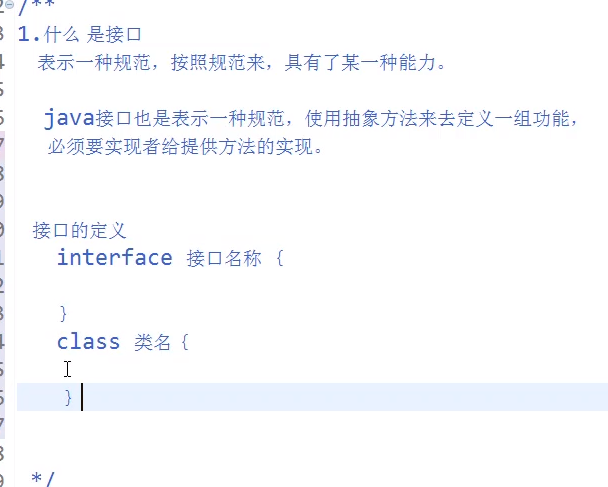 /**
1.什么 是接口
表示一种规范，按照规范来，具有了某一种能力。
java接口也是表示一种规范，使用抽象方法来去定义一组功能，
必须要实现者给提供方法的实现。
接口的定义
interface 接口名称 {
}
class 类名 {
}
*/